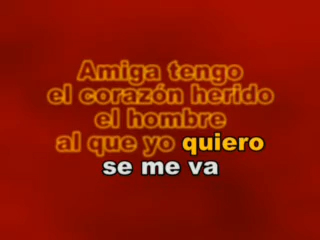 Amiga tengo
el corazón herido
el hombre
al que yo quiero
se me va